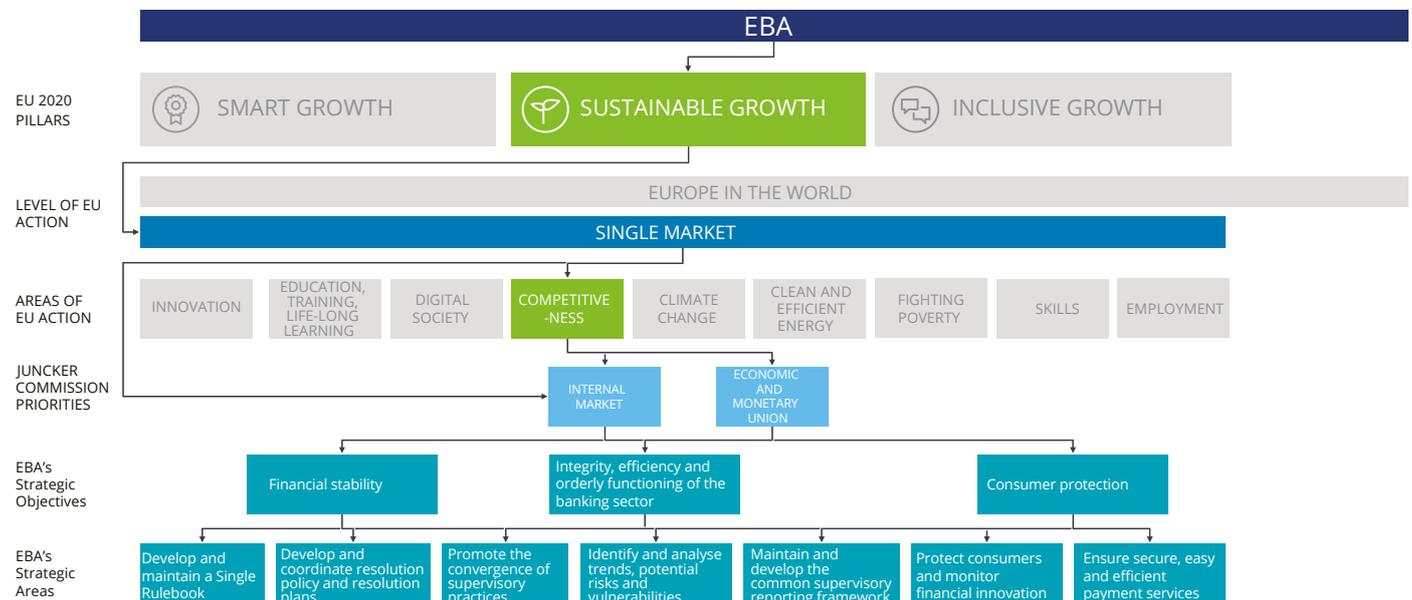 EBA
EU 2020
PILLARS
SMART GROWTH
SUSTAINABLE GROWTH
INCLUSIVE GROWTH
LEVEL OF EU
ACTION
EUROPE IN THE WORLD
SINGLE MARKET
AREAS OF
EU ACTION
INNOVATION
EDUCATION,
TRAINING,
LIFE-LONG
LEARNING
DIGITAL
SOCIETY
COMPETITIVE
-NESS
CLIMATE
CHANGE
CLEAN AND
EFFICIENT
ENERGY
FIGHTING
POVERTY
SKILLS
EMPLOYMENT
JUNCKER
COMMISSION
PRIORITIES
INTERNAL
MARKET
ECONOMIC
AND
MONETARY
UNION
EBA’s
Strategic
Objectives
Financial stability
Integrity, efficiency and
orderly functioning of the
banking sector
Consumer protection
EBA’s
Strategic
Areas
Develop and
maintain a Single
Rulebook
Develop and
coordinate resolution
policy and resolution
plans
Promote the
convergence of
supervisory
practices
Identify and analyse
trends, potential
risks and
vulnerabilities
Maintain and
develop the
common supervisory
reporting framework
Protect consumers
and monitor
financial innovation
Ensure secure, easy
and efficient
payment services